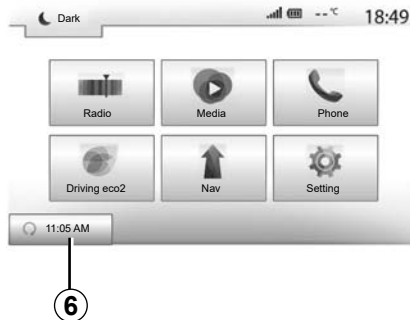 Dark
--°C
18:49
Radio
Media
Phone
Driving eco2
Nav
Setting
11:05 AM
6